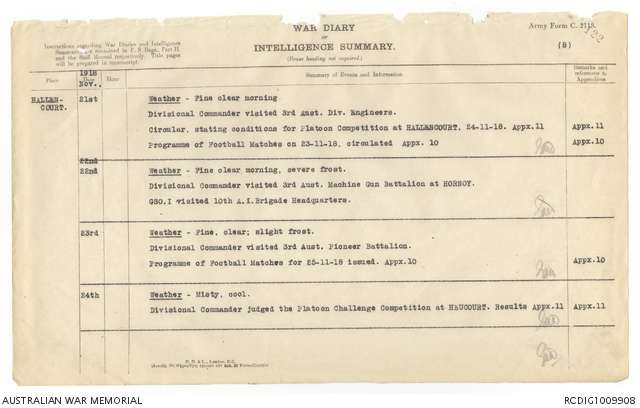 WAR DIARY
or
INTELLIGENCE SUMMARY.
(Erase heading not required.)
Army Form C. 2118.
(8)
Instructions regarding War Diaries and Intelligence
Summaries are contained in F. S. Regs., Part II.
and the Staff Manual respectively. Title pages
will be prepared in manuscript.
Place
1918
Date
Nov.,
Hour
Summary of Events and Information
Remarks and
references to
Appendices
HALLEN-
COURT.
21st
Weather - Fine clear morning
Divisional Commander visited 3rd Aust. Div. Engineers.
Circular, stating conditions for Platoon Competition at HALLENCOURT, 24-11-18. Appx.11
Appx.11
Programme of Football Matches on 23-11-18, circulated Appx. 10
Appx.10
22nd
22nd
Weather - Fine clear morning, severe frost.
Divisional Commander visited 3rd Aust. Machine Gun Battalion at HORNOY.
GSO.I visited 10th A.I.Brigade Headquarters.
23rd
Weather - Fine, clear; slight frost.
Divisional Commander visited 3rd Aust. Pioneer Battalion.
Programme of Football Matches for 25-11-18 issued. Appx.10
Appx.10
24th
Weather - Misty, cool.
Divisional Commander judged the Platoon Challenge Competition at HAUCOURT. Results Appx.11
Appx.11
AUSTRALIAN WAR MEMORIAL
RCDIG1009908